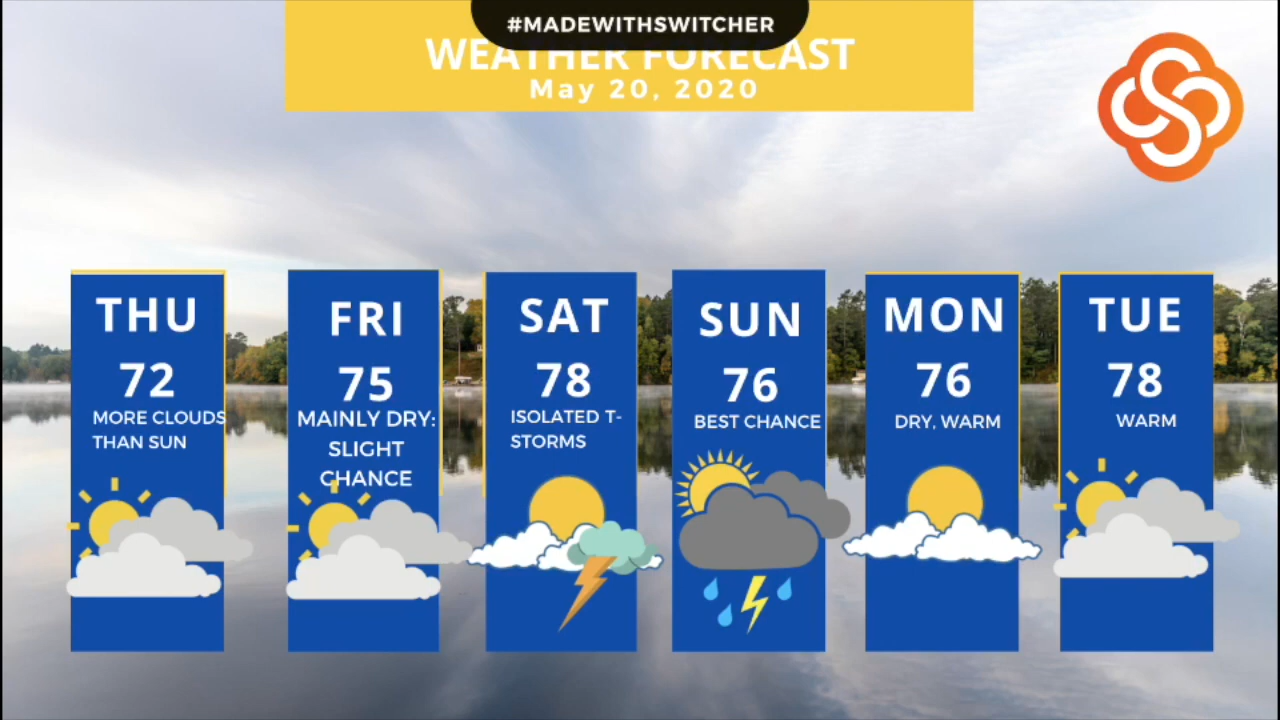 #MADEWITHSWITCHER
WEATHER FORECAST
May 20, 2020
THU
72
MORE CLOUDS
THAN SUN
FRI
75
MAINLY DRY:
SLIGHT
CHANCE
SAT
78
ISOLATED T-
STORMS
SUN
76
BEST CHANCE
MON
76
DRY, WARM
TUE
78
WARM